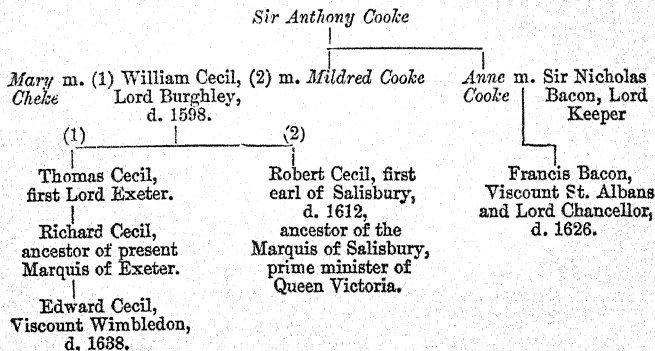 Sir Anthony Cooke
Mary m. (1) William Cecil, (2) m. Mildred Cooke Anne m. Sir Nicholas
Cheke Lord Burghley, Cooke Bacon, Lord
d. 1598. Keeper
(1) (2)
Thomas Cecil, Robert Cecil, first Francis Bacon,
first Lord Exeter. earl of Salisbury, Viscount St. Albans
d. 1612, and Lord Chancellor,
Richard Cecil, ancestor of the d. 1626.
ancestor of present Marquis of Salisbury,
Marquis of Exeter. prime minister of
Queen Victoria.
Edward Cecil,
Viscount Wimbledon,
d. 1638.